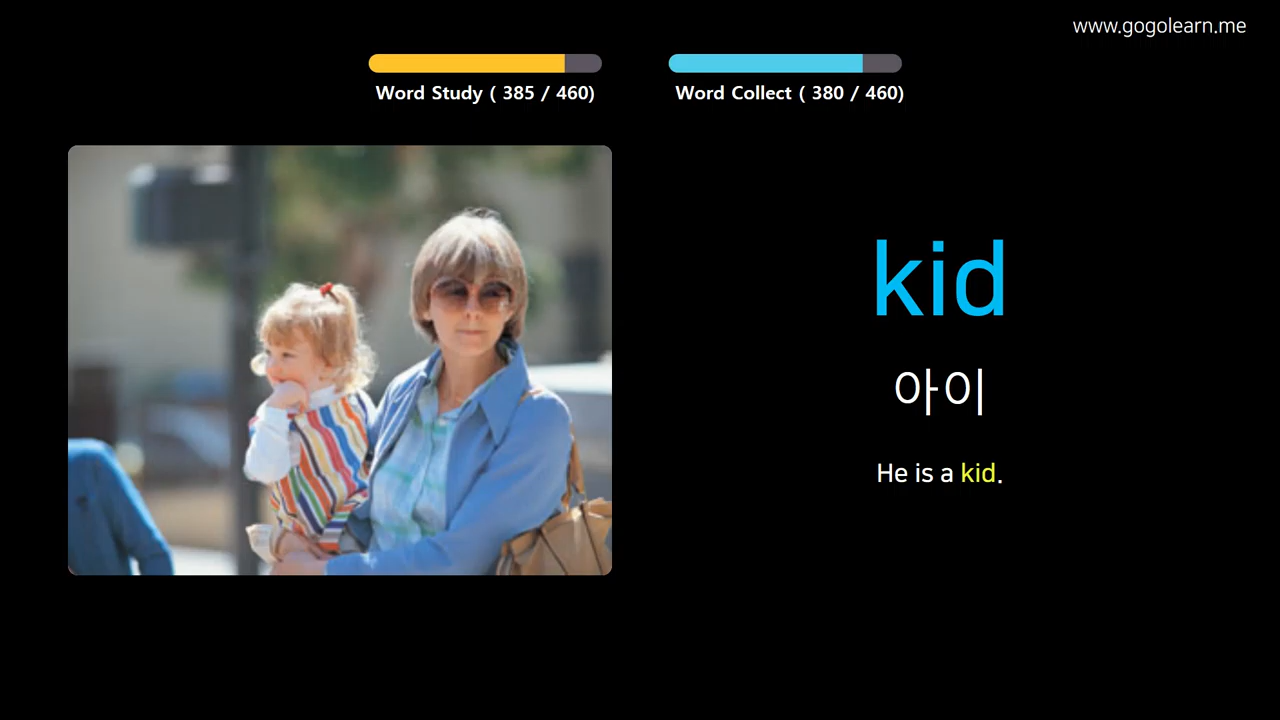 www.gogolearn.me
Word Study ( 385 / 460)
Word Collect ( 380 / 460)
kid
아이
He is a kid.